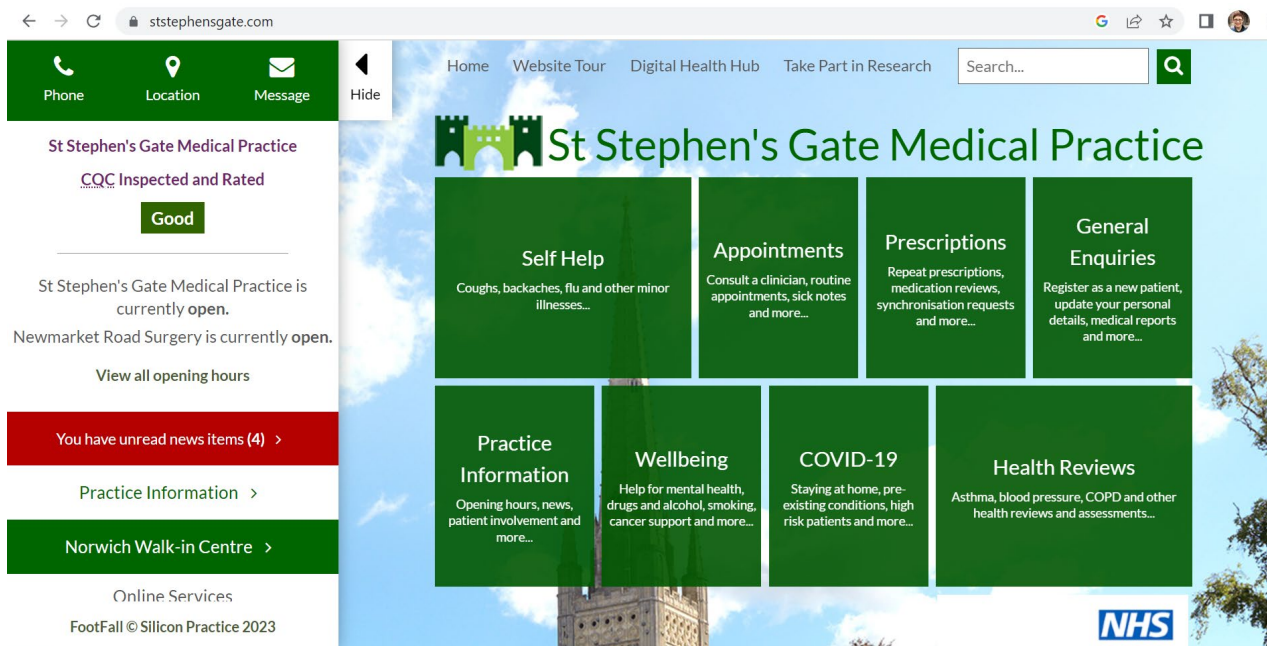 ststephensgate.com
Phone
Location
Message
Hide
St Stephen's Gate Medical Practice
CQC Inspected and Rated
Good
St Stephen's Gate Medical Practice is
currently open.
Newmarket Road Surgery is currently open.
View all opening hours
You have unread news items (4) >
Practice Information >
Norwich Walk-in Centre >
Online Services
FootFall © Silicon Practice 2023
Home
Website Tour
Digital Health Hub
Take Part in Research
Search...
St Stephen's Gate Medical Practice
Self Help
Coughs, backaches, flu and other minor
illnesses...
Appointments
Consult a clinician, routine
appointments, sick notes
and more...
Prescriptions
Repeat prescriptions,
medication reviews,
synchronisation requests
and more...
General
Enquiries
Register as a new patient,
update your personal
details, medical reports
and more...
Practice
Information
Opening hours, news,
patient involvement and
more...
Wellbeing
Help for mental health,
drugs and alcohol, smoking,
cancer support and more...
COVID-19
Staying at home, pre-
existing conditions, high
risk patients and more...
Health Reviews
Asthma, blood pressure, COPD and other
health reviews and assessments...
NHS